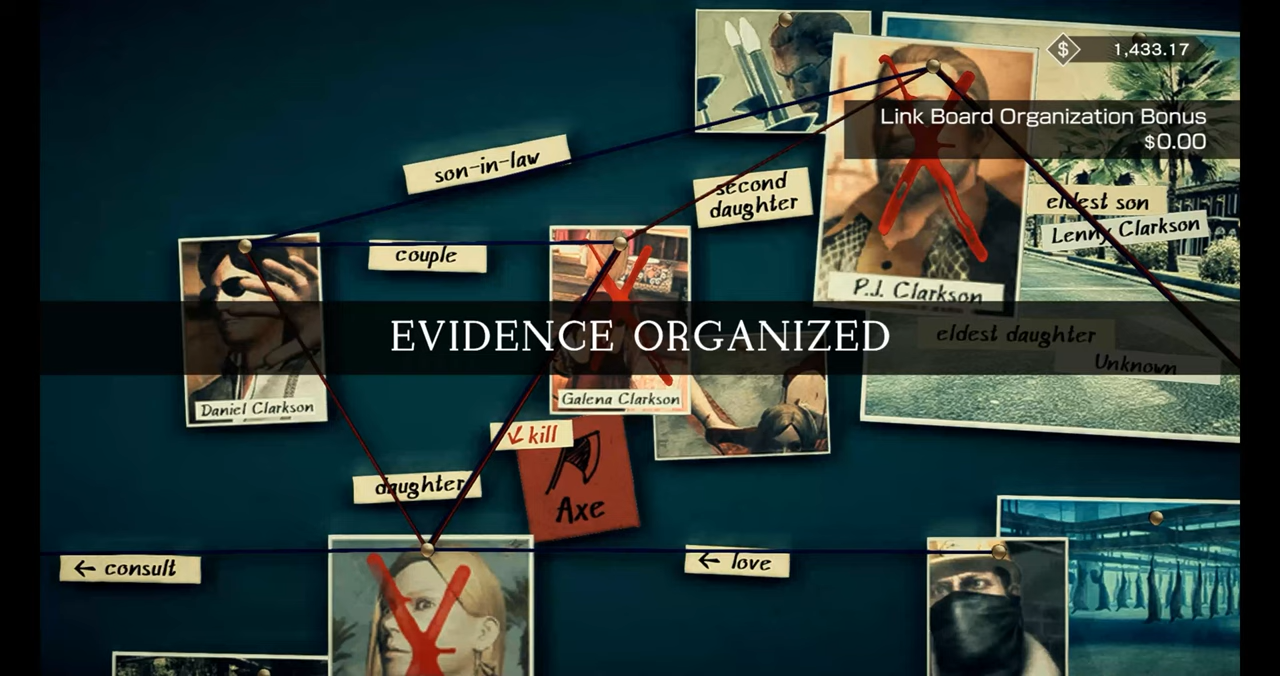 $ 1,433.17
Link Board Organization Bonus
$0.00
son-in-law
second
daughter
eldest son
Lenny Clarkson
couple
P.J. Clarkson
EVIDENCE ORGANIZED
eldest daughter
Unknown
Daniel Clarkson
Galena Clarkson
↙ kill
daughter
Axe
← consult
← love